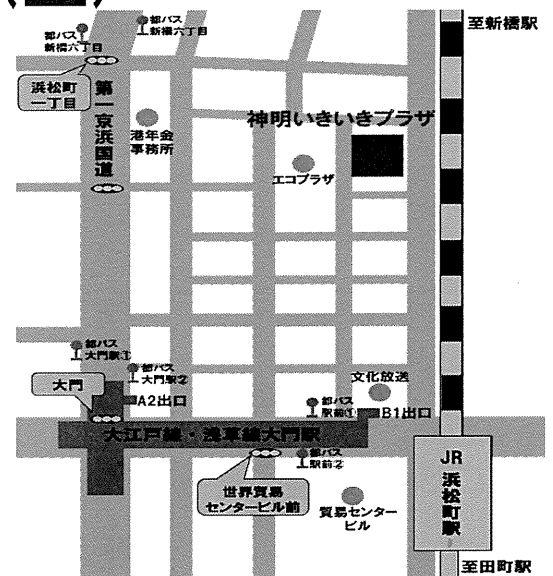 至新橋駅
都バス
新橋六丁目
都バス
新橋六丁目
浜松町
一丁目
第一京浜国道
港年金
事務所
神明いきいきプラザ
エコプラザ
都バス
大門駅①
都バス
大門駅②
大門
A2出口
文化放送
都バス
駅前①
B1出口
大江戸線・浅草線大門駅
都バス
駅前②
世界貿易
センタービル前
貿易センター
ビル
JR
浜松町駅
至田町駅